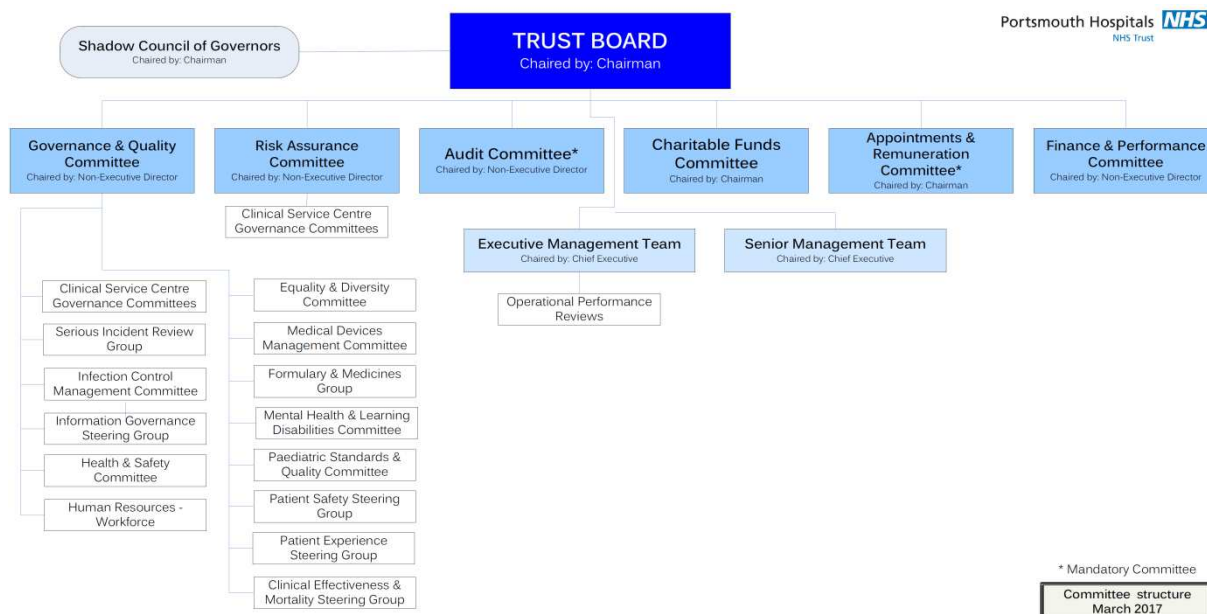 Portsmouth Hospitals NHS
NHS Trust
Shadow Council of Governors
Chaired by: Chairman
TRUST BOARD
Chaired by: Chairman
Governance & Quality
Committee
Chaired by: Non-Executive Director
Risk Assurance
Committee
Chaired by: Non-Executive Director
Audit Committee*
Chaired by: Non-Executive Director
Charitable Funds
Committee
Chaired by: Chairman
Appointments &
Remuneration
Committee*
Chaired by: Chairman
Finance & Performance
Committee
Chaired by: Non-Executive Director
Clinical Service Centre
Governance Committees
Executive Management Team
Chaired by: Chief Executive
Senior Management Team
Chaired by: Chief Executive
Operational Performance
Reviews
Clinical Service Centre
Governance Committees
Serious Incident Review
Group
Infection Control
Management Committee
Information Governance
Steering Group
Health & Safety
Committee
Human Resources -
Workforce
Equality & Diversity
Committee
Medical Devices
Management Committee
Formulary & Medicines
Group
Mental Health & Learning
Disabilities Committee
Paediatric Standards &
Quality Committee
Patient Safety Steering
Group
Patient Experience
Steering Group
Clinical Effectiveness &
Mortality Steering Group
* Mandatory Committee
Committee structure
March 2017